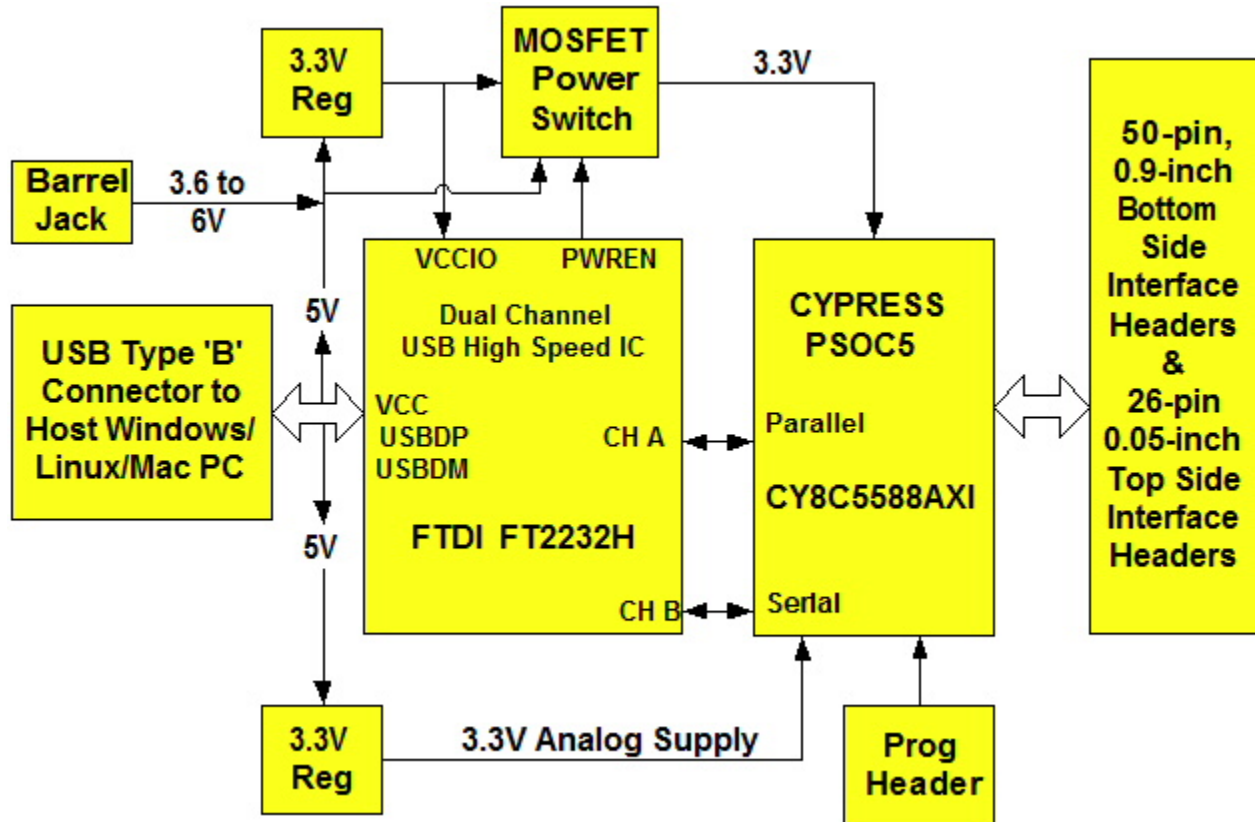 3.3V
Reg
MOSFET
Power
Switch
3.3V
Barrel
Jack
3.6 to
6V
50-pin,
0.9-inch
Bottom
Side
Interface
Headers
&
26-pin
0.05-inch
Top Side
Interface
Headers
VCCIO
PWREN
Dual Channel
USB High Speed IC
VCC
USBDP
USBDM
CH A
FTDI FT2232H
CH B
CYPRESS
PSOC5
Parallel
CY8C5588AXI
Serial
5V
USB Type 'B'
Connector to
Host Windows/
Linux/Mac PC
5V
3.3V
Reg
3.3V Analog Supply
Prog
Header